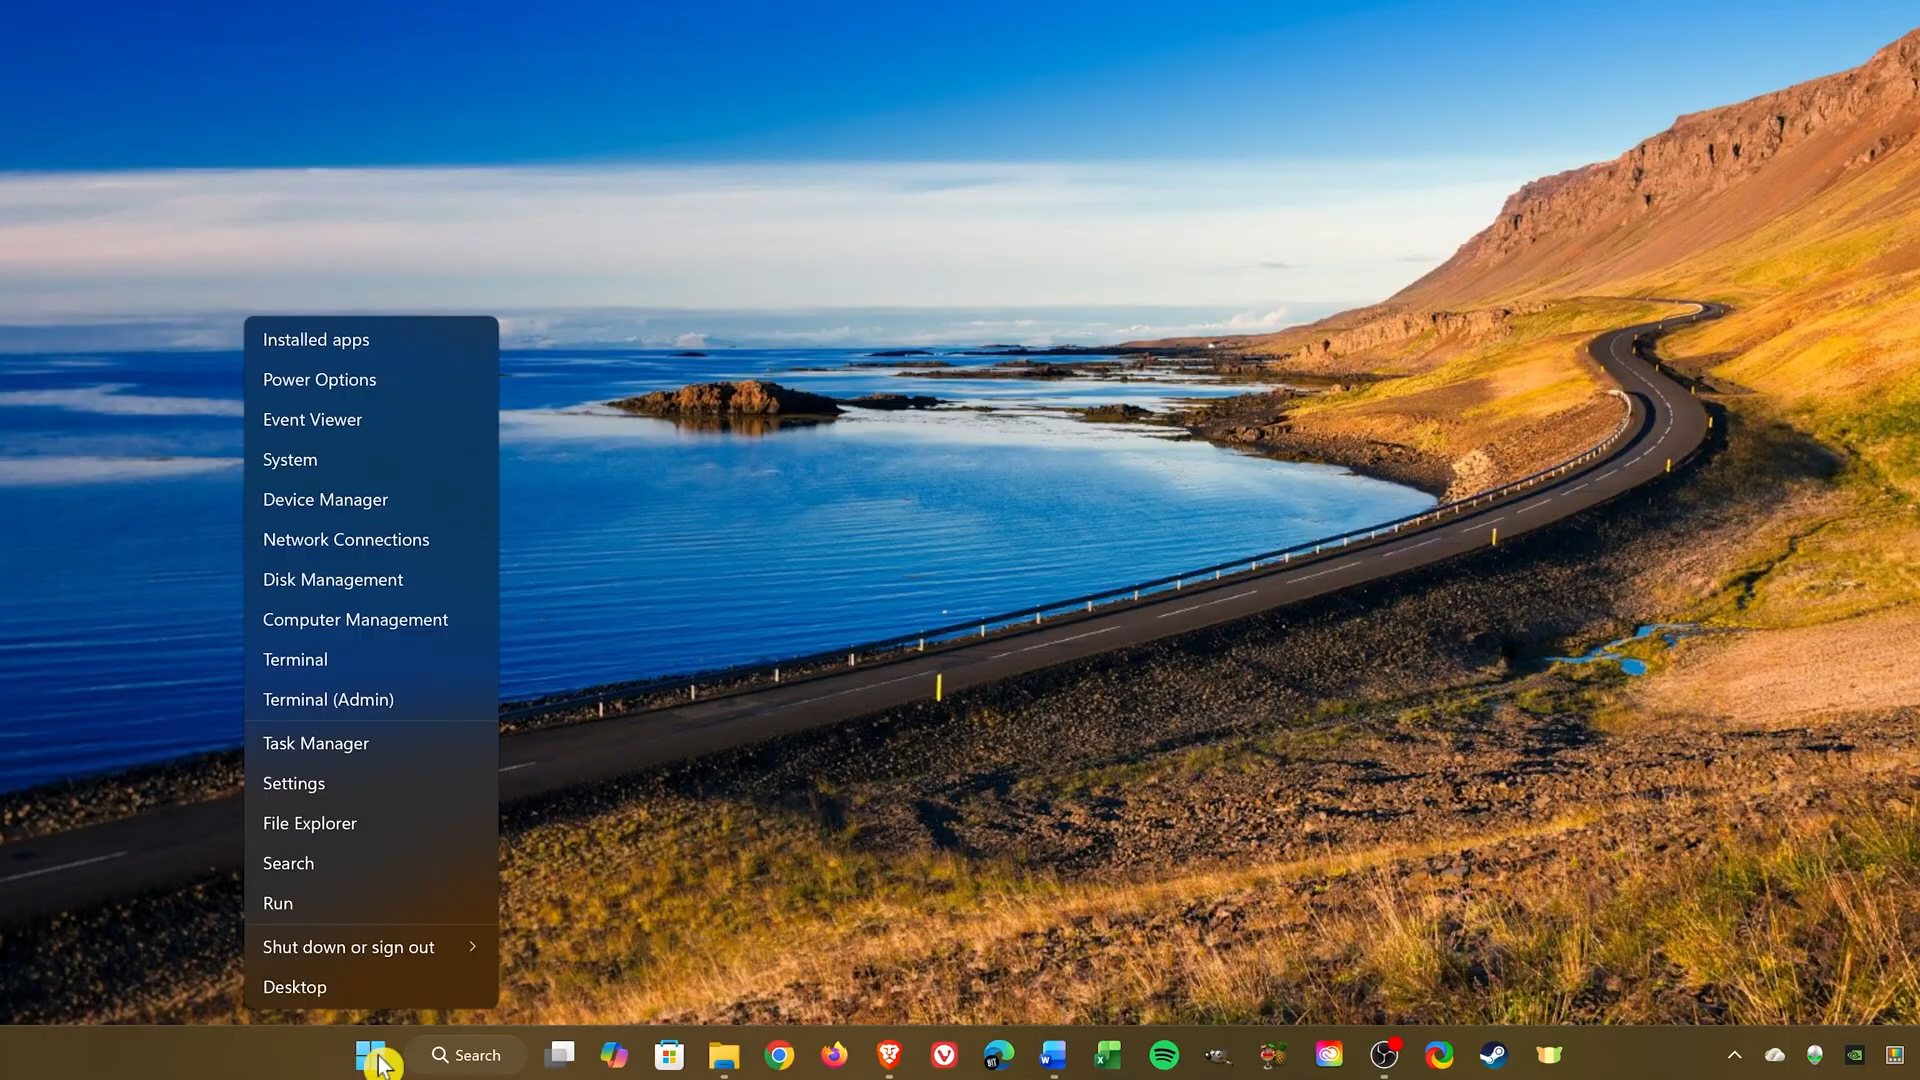 Installed apps
Power Options
Event Viewer
System
Device Manager
Network Connections
Disk Management
Computer Management
Terminal
Terminal (Admin)
Task Manager
Settings
File Explorer
Search
Run
Shut down or sign out
Desktop
Search